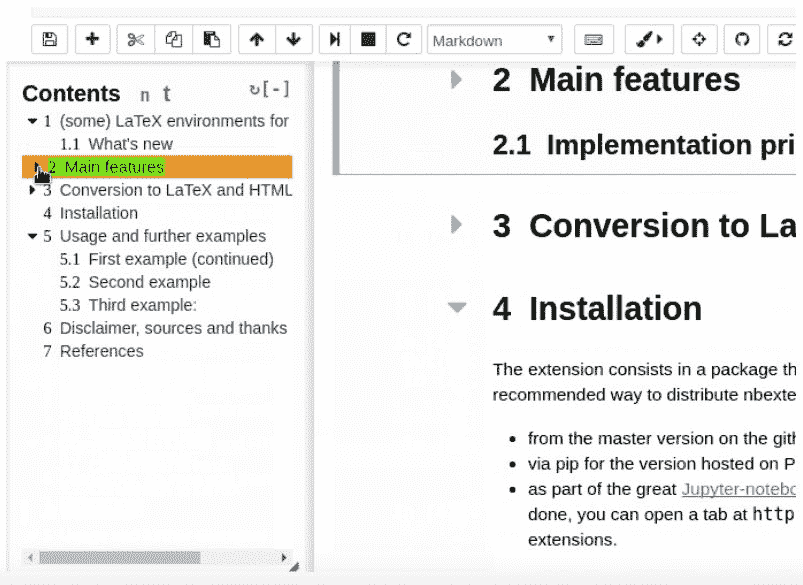 Markdown
Contents n t [-]
1 (some) LaTeX environments for
1.1 What's new
2 Main features
3 Conversion to LaTeX and HTML
4 Installation
5 Usage and further examples
5.1 First example (continued)
5.2 Second example
5.3 Third example:
6 Disclaimer, sources and thanks
7 References
2 Main features
2.1 Implementation pri
3 Conversion to La
4 Installation
The extension consists in a package th
recommended way to distribute nbexte
from the master version on the gith
via pip for the version hosted on P
as part of the great Jupyter-notebo
done, you can open a tab at http
extensions.